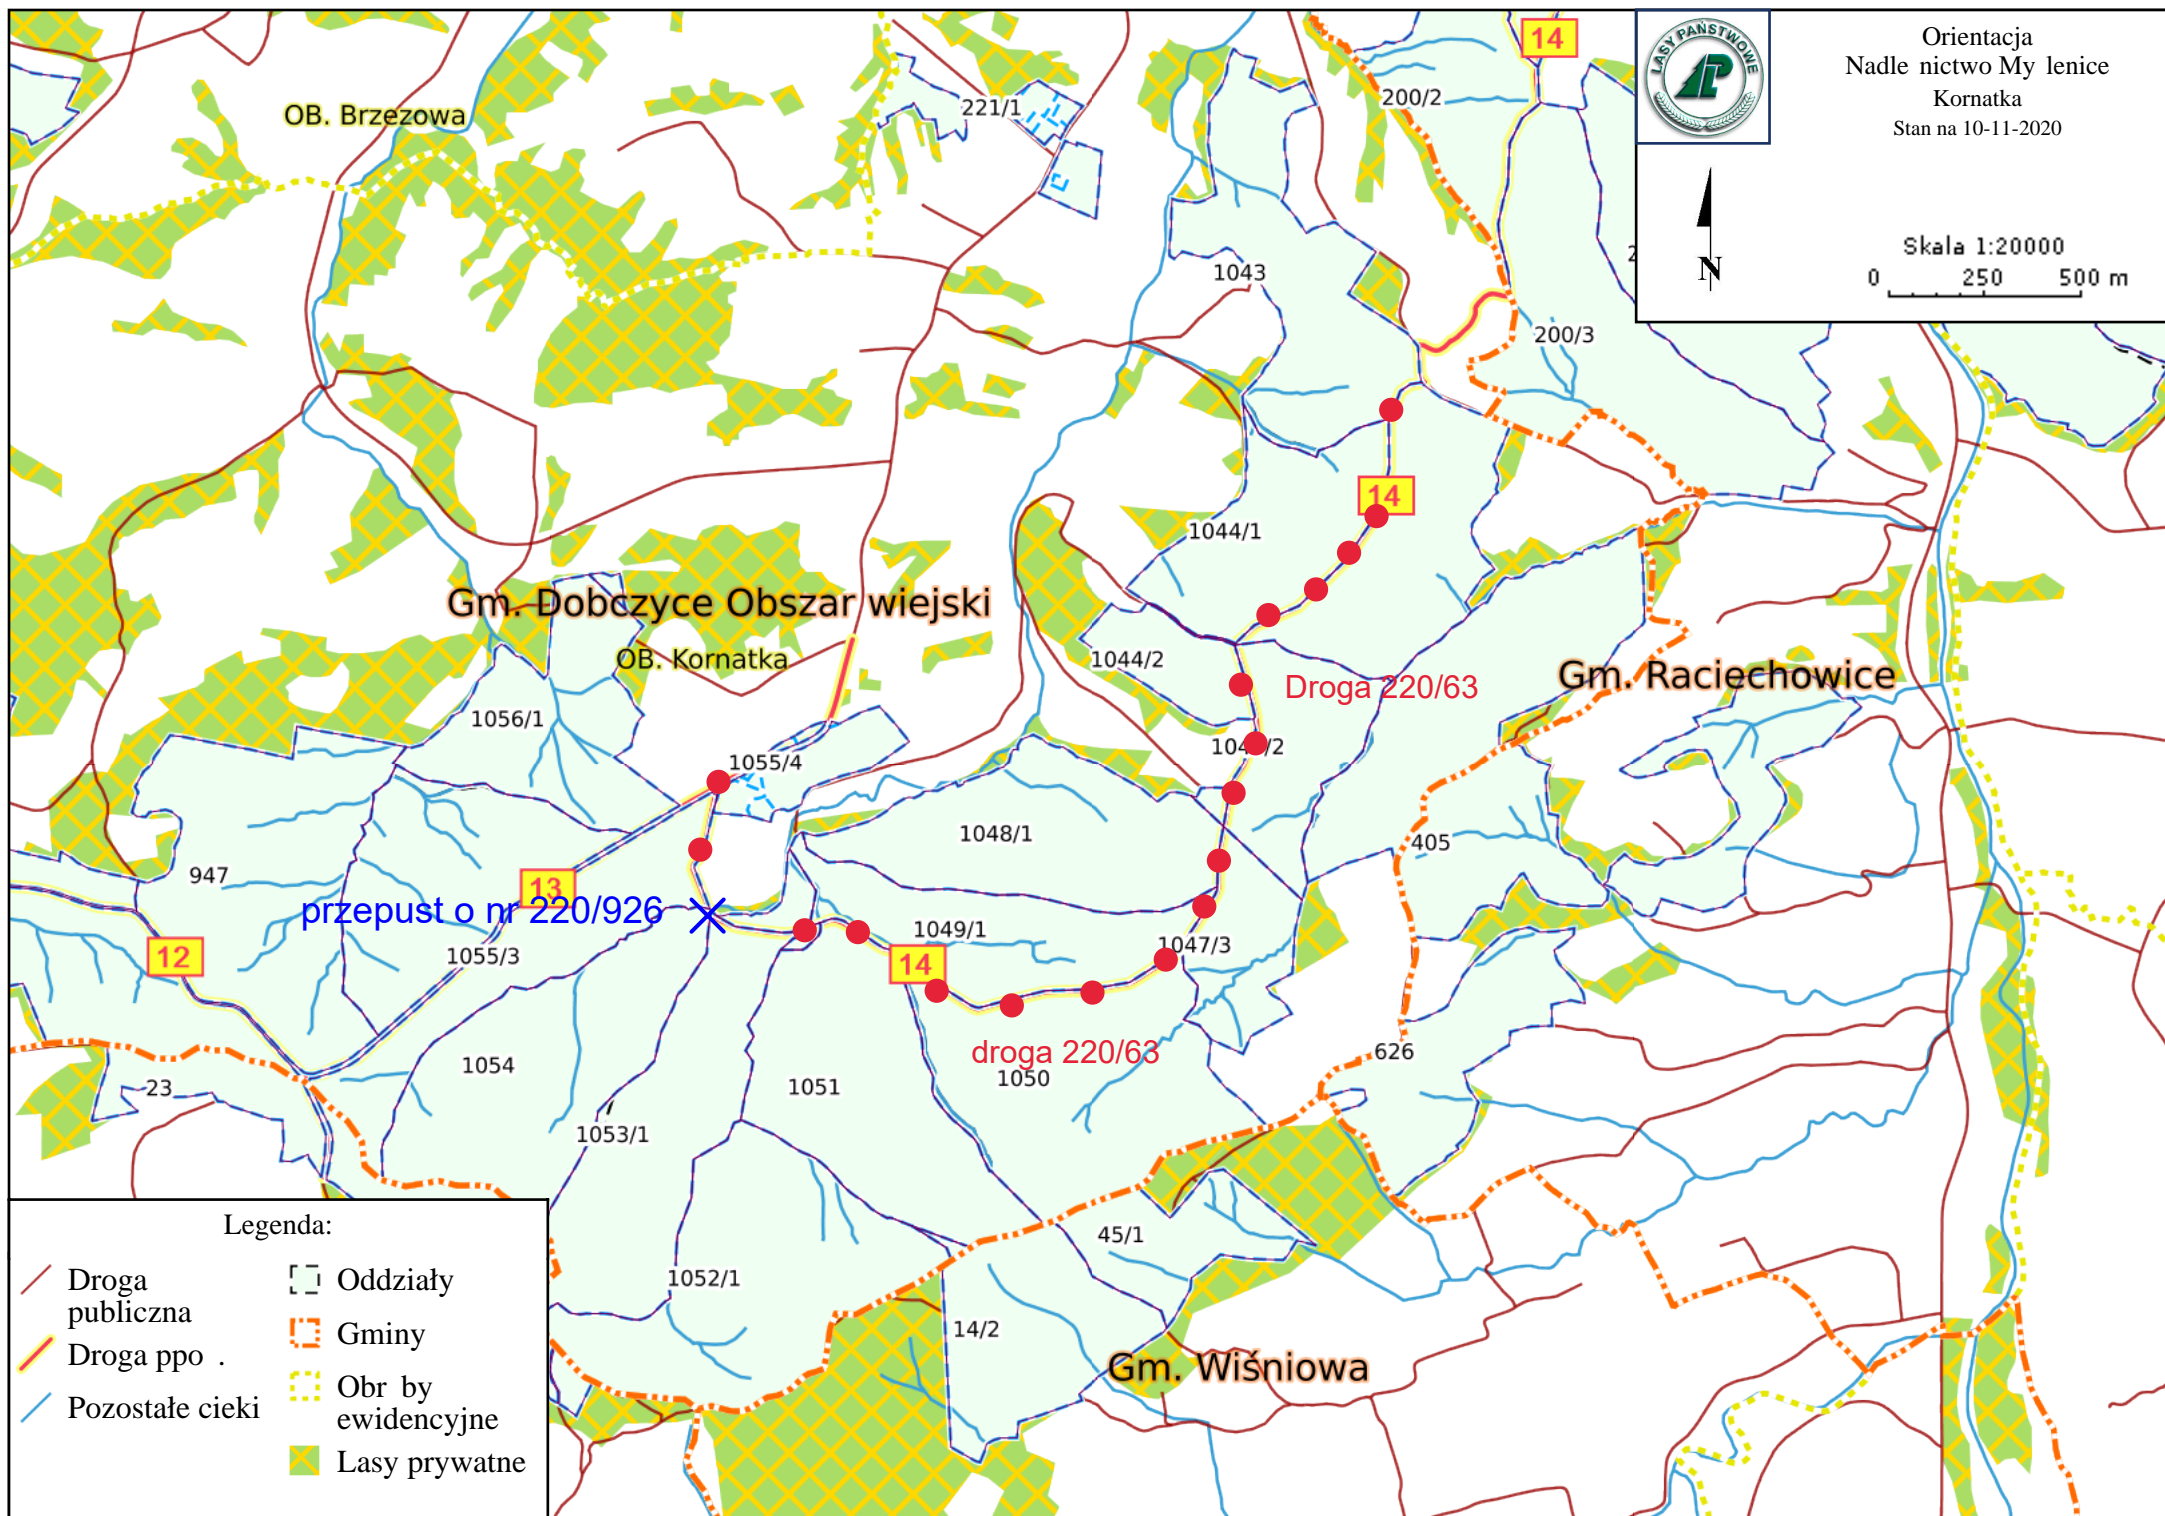 14
LASY PAŃSTWOWE
Orientacja
Nadle nictwo My lenice
Kornatka
Stan na 10-11-2020
Skala 1:20000
0 250 500 m
N
OB. Brzezowa
221/1
200/2
1043
200/3
14
1044/1
Gm. Dobczyce Obszar wiejski
OB. Kornatka
1044/2
Droga 220/63
Gm. Raciechowice
1056/1
1055/4
1048/1
405
947
13
przepust o nr 220/926
1049/1
1047/3
12
1055/3
14
droga 220/63
1050
626
1054
1051
23
1053/1
45/1
1052/1
14/2
Gm. Wiśniowa
Legenda:
Droga
publiczna
Droga ppo .
Pozostałe cieki
Oddziały
Gminy
Obr by
ewidencyjne
Lasy prywatne